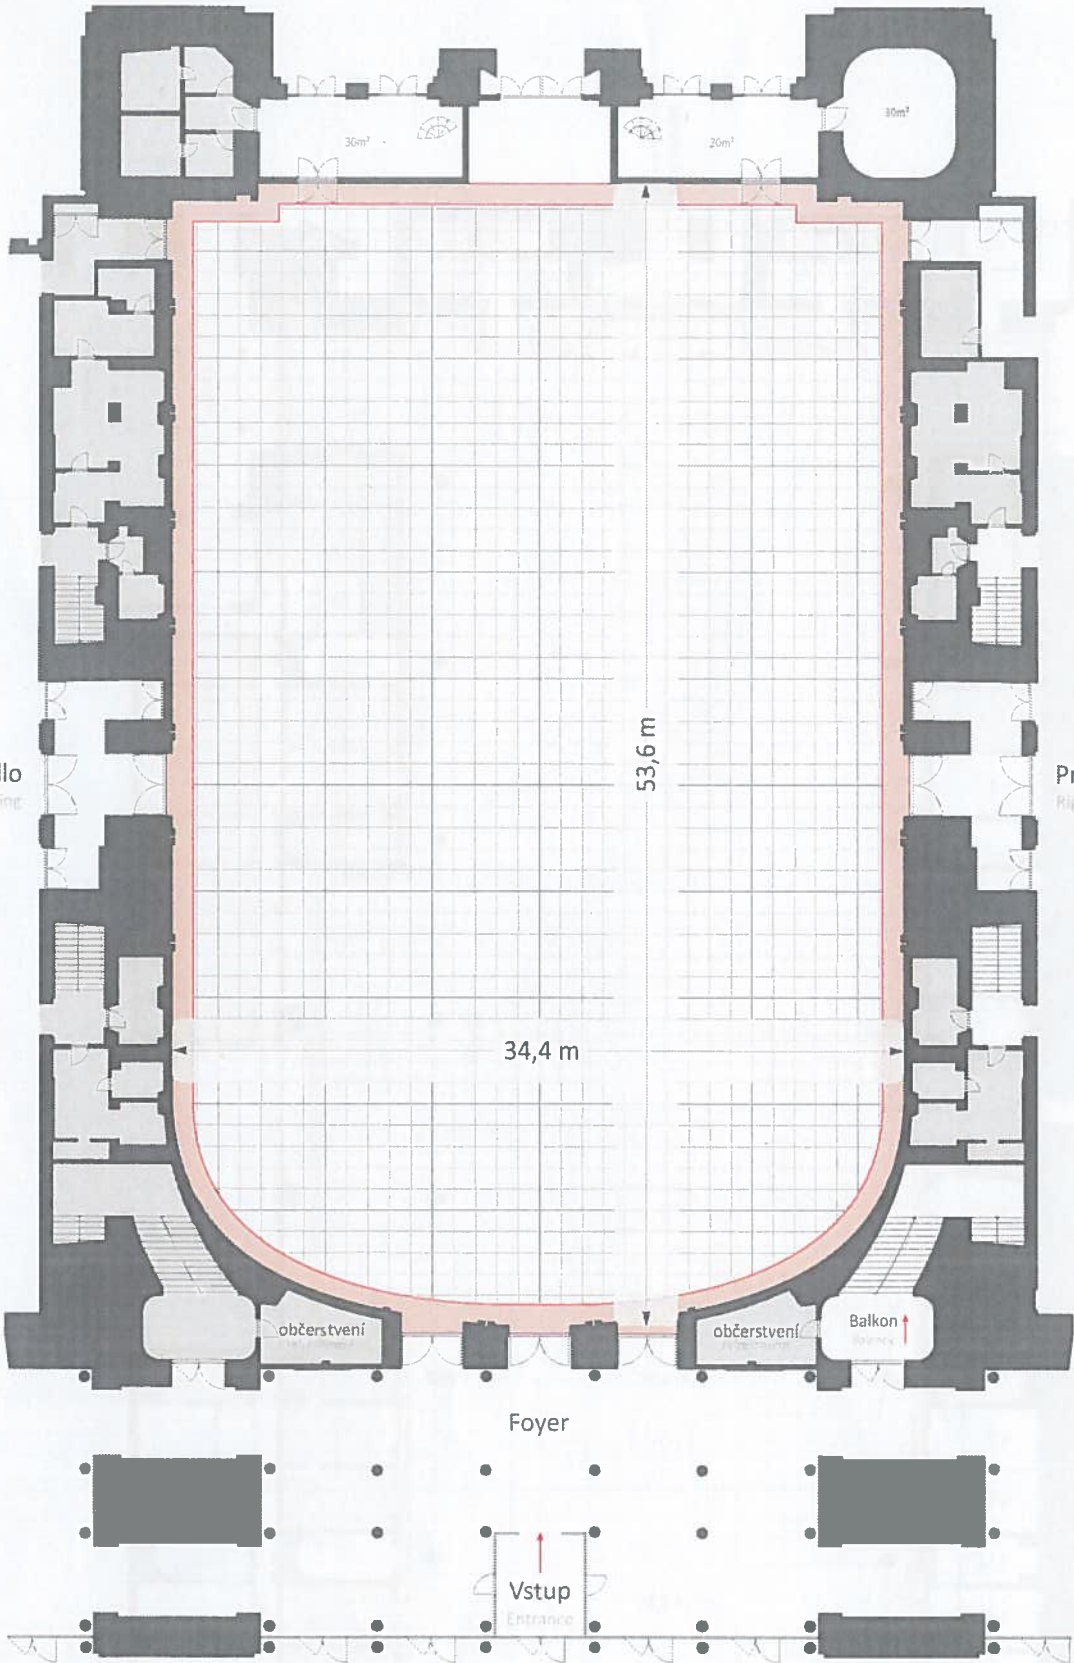 30m²
20m²
30m²
53,6 m
llo
Pr
34,4 m
občerstvení
občerstvení
Balkon
Foyer
Vstup
Entrance